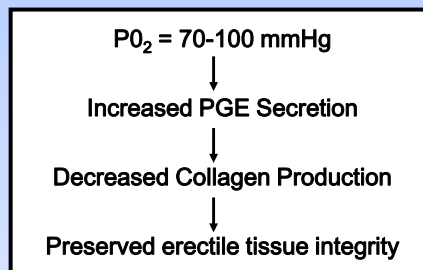 P0₂ = 70-100 mmHg
Increased PGE Secretion
Decreased Collagen Production
Preserved erectile tissue integrity